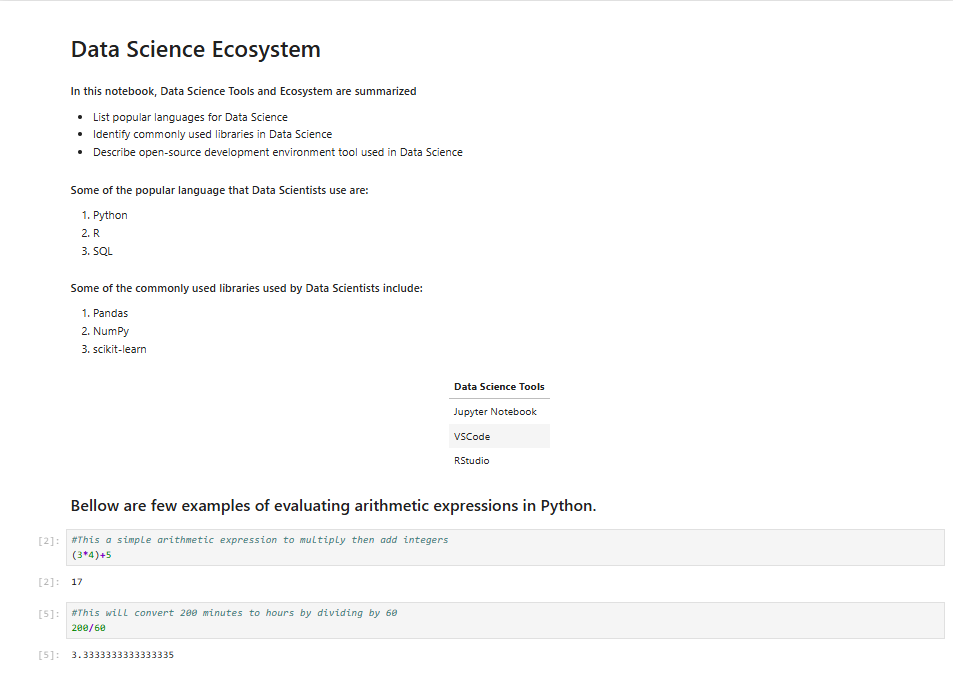 Data Science Ecosystem
In this notebook, Data Science Tools and Ecosystem are summarized
• List popular languages for Data Science
• Identify commonly used libraries in Data Science
• Describe open-source development environment tool used in Data Science
Some of the popular language that Data Scientists use are:
1. Python
2. R
3. SQL
Some of the commonly used libraries used by Data Scientists include:
1. Pandas
2. NumPy
3. scikit-learn
Data Science Tools
Jupyter Notebook
VSCode
RStudio
Bellow are few examples of evaluating arithmetic expressions in Python.
[2]: #This a simple arithmetic expression to multiply then add integers
(3*4)+5
[2]: 17
[5]: #This will convert 200 minutes to hours by dividing by 60
200/60
[5]: 3.3333333333333335